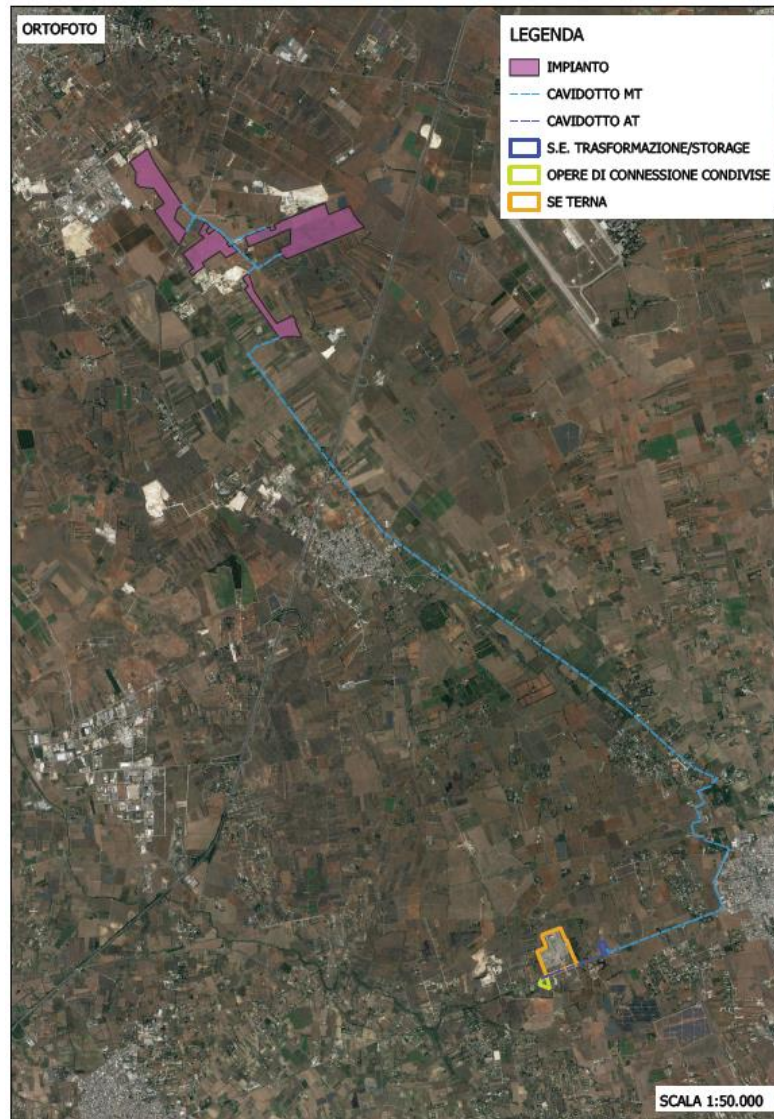 ORTOFOTO
LEGENDA
IMPIANTO
CAVIDOTTO MT
CAVIDOTTO AT
S.E. TRASFORMAZIONE/STORAGE
OPERE DI CONNESSIONE CONDIVISE
SE TERNA
SCALA 1:50.000